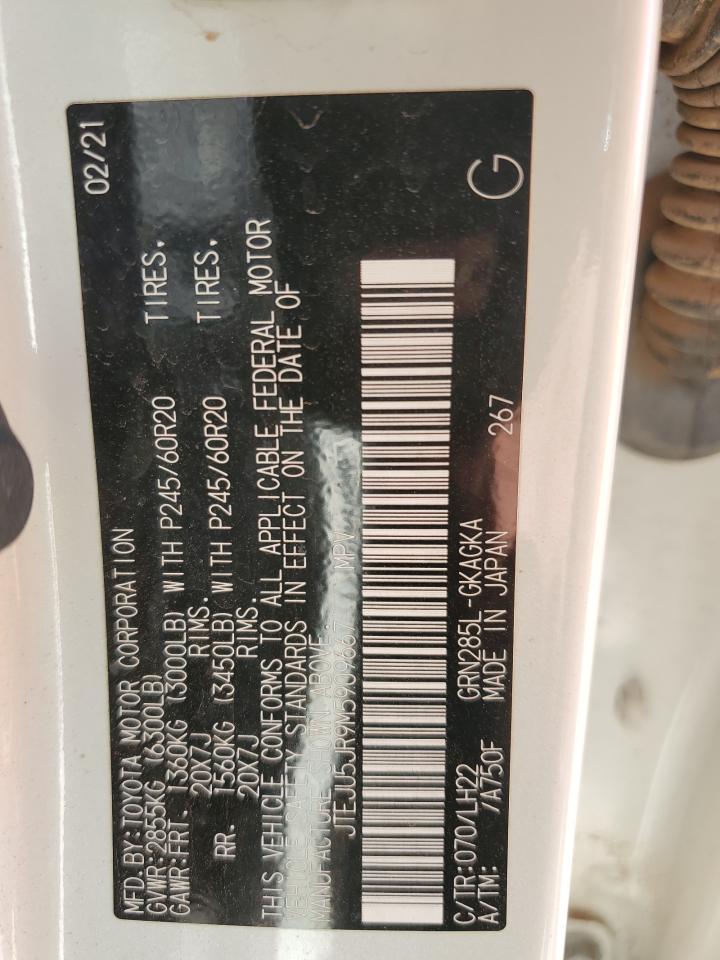 MFD.BY:TOYOTA MOTOR CORPORATION 02/21
GVWR:2855KG (6300LB)
GAWR:FRT. 1360KG (3000LB) WITH P245/60R20 TIRES.
20X7J RIMS.
RR. 1560KG (3450LB) WITH P245/60R20 TIRES.
20X7J RIMS.
THIS VEHICLE CONFORMS TO ALL APPLICABLE FEDERAL MOTOR
VEHICLE SAFETY STANDARDS IN EFFECT ON THE DATE OF
MANUFACTURE SHOWN ABOVE.
JTEJU5JR9M5909667 MPV
C/TR:070/LH22 GRN285L-GKAGKA
A/TM: /A750F MADE IN JAPAN 267 G